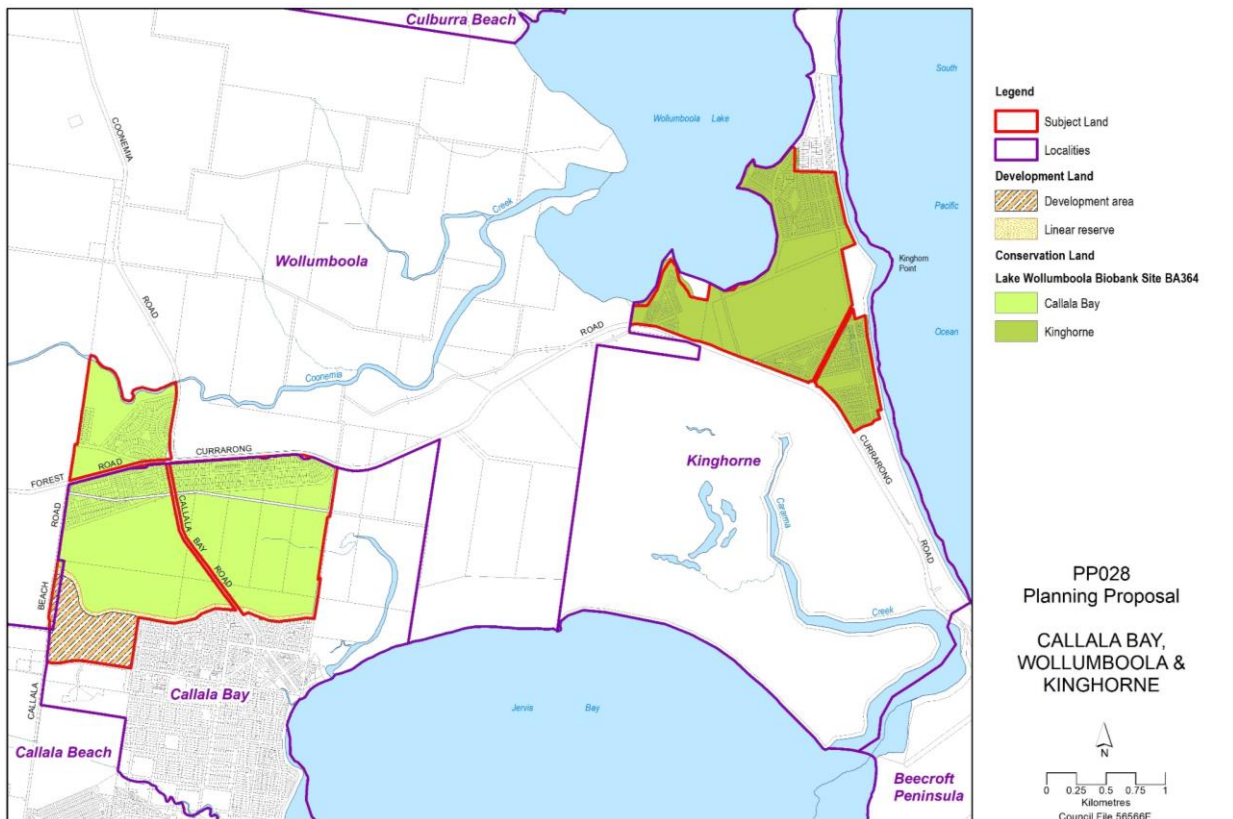 Culburra Beach
South
COONEMIA
Wollumboola Lake
Creek
Pacific
Wollumboola
Kinghorn
Point
ROAD
ROAD
Ocean
Coonemia
CURRARONG
FOREST ROAD
Kinghorne
CURRARONG
ROAD
CALLALA
BAY
ROAD
Cararma
ROAD
BEACH
Creek
Callala Bay
CALLALA
Jervis Bay
Callala Beach
Beecroft
Peninsula
Legend
Subject Land
Localities
Development Land
Development area
Linear reserve
Conservation Land
Lake Wollumboola Biobank Site BA364
Callala Bay
Kinghorne
PP028
Planning Proposal
CALLALA BAY,
WOLLUMBOOLA &
KINGHORNE
N
0 0.25 0.5 0.75 1
Kilometres
Council File 56566E